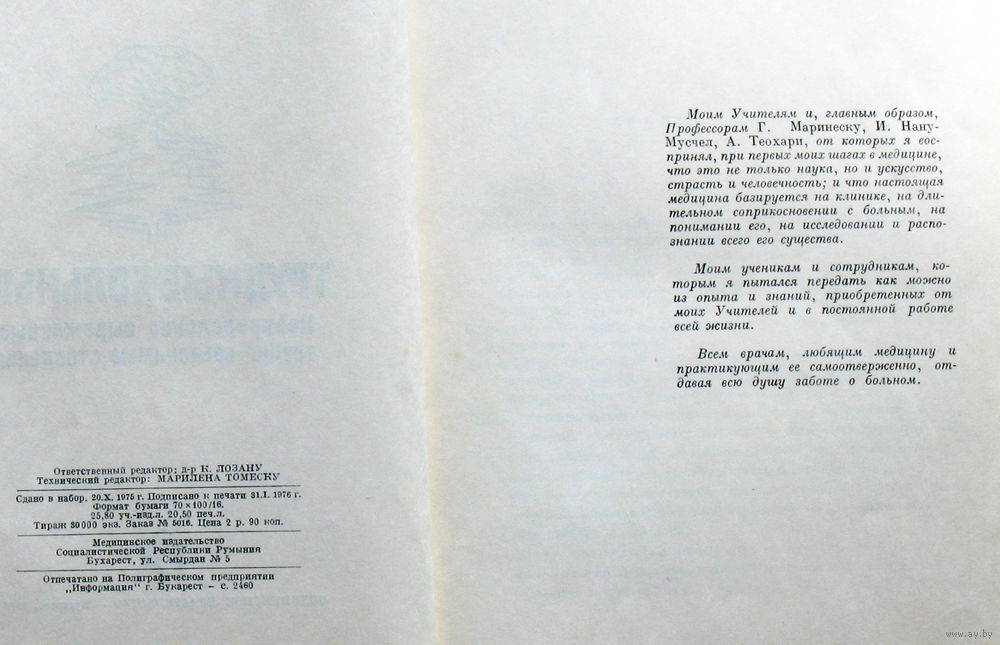 Ответственный редактор: д-р К. ЛОЗАНУ
Технический редактор: МАРИЛЕНА ТОМЕСКУ
Сдано в набор. 20.X. 1975 г. Подписано к печати 31.I. 1976 г.
Формат бумаги 70×100/16.
25,80 уч.-изд.л. 20,50 печ.л.
Тираж 30000 экз. Заказ № 5016. Цена 2 р. 90 коп.
Медицинское издательство
Социалистической Республики Румыния
Бухарест, ул. Смырдан № 5
Отпечатано на Полиграфическом предприятии
„Информация“ г. Букарест – с. 2460
Моим Учителям и, главным образом,
Профессорам Г. Маринеску, И. Нану-
Мусчел, А. Теохари, от которых я вос-
принял, при первых моих шагах в медицине,
что это не только наука, но и ускусство,
страсть и человечность; и что настоящая
медицина базируется на клинике, на дли-
тельном соприкосновении с больным, на
понимании его, на исследовании и распо-
знании всего его существа.
Моим ученикам и сотрудникам, ко-
торым я пытался передать как можно
из опыта и знаний, приобретенных от
моих Учителей и в постоянной работе
всей жизни.
Всем врачам, любящим медицину и
практикующим ее самоотверженно, от-
давая всю душу заботе о больном.
www.ay.by